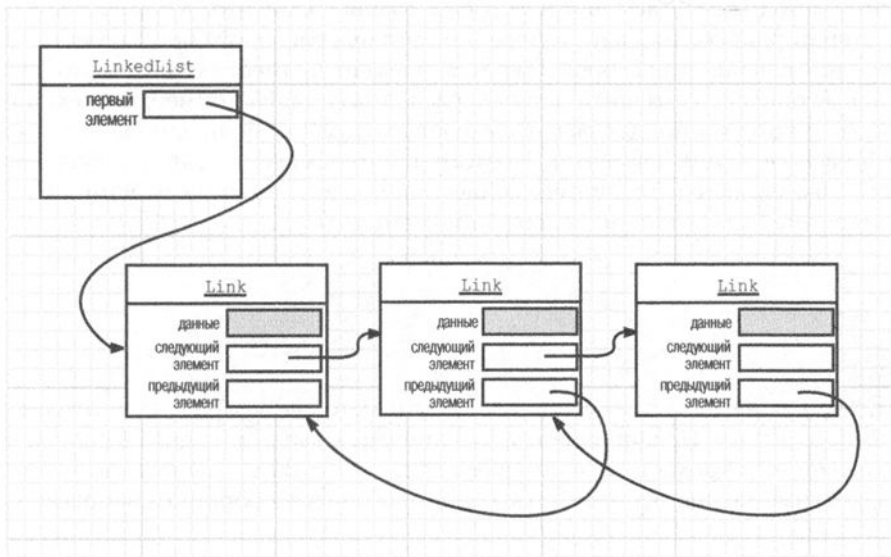 LinkedList
первый
элемент
Link
данные
следующий
элемент
предыдущий
элемент
Link
данные
следующий
элемент
предыдущий
элемент
Link
данные
следующий
элемент
предыдущий
элемент